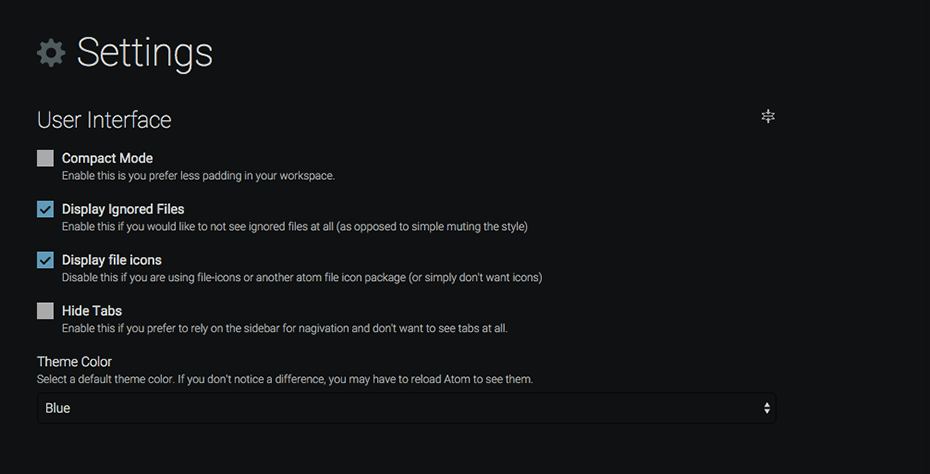 Settings
User Interface
Compact Mode
Enable this is you prefer less padding in your workspace.
Display Ignored Files
Enable this if you would like to not see ignored files at all (as opposed to simple muting the style)
Display file icons
Disable this if you are using file-icons or another atom file icon package (or simply don't want icons)
Hide Tabs
Enable this if you prefer to rely on the sidebar for nagivation and don't want to see tabs at all.
Theme Color
Select a default theme color. If you don't notice a difference, you may have to reload Atom to see them.
Blue